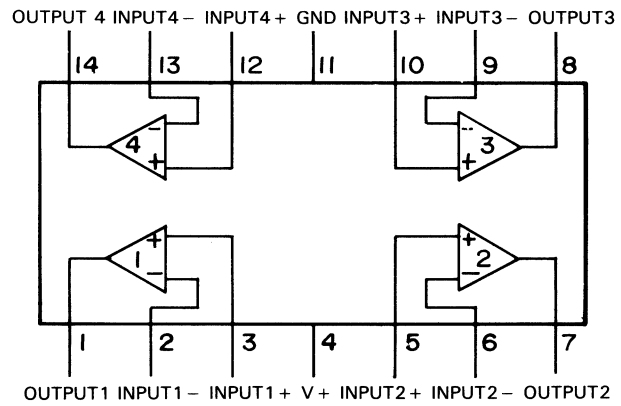 OUTPUT 4 INPUT4− INPUT4+ GND INPUT3+ INPUT3− OUTPUT3
14 13 12 11 10 9 8
− --
4 3
+ +
+ +
1 2
− −
1 2 3 4 5 6 7
OUTPUT1 INPUT1− INPUT1+ V+ INPUT2+ INPUT2− OUTPUT2